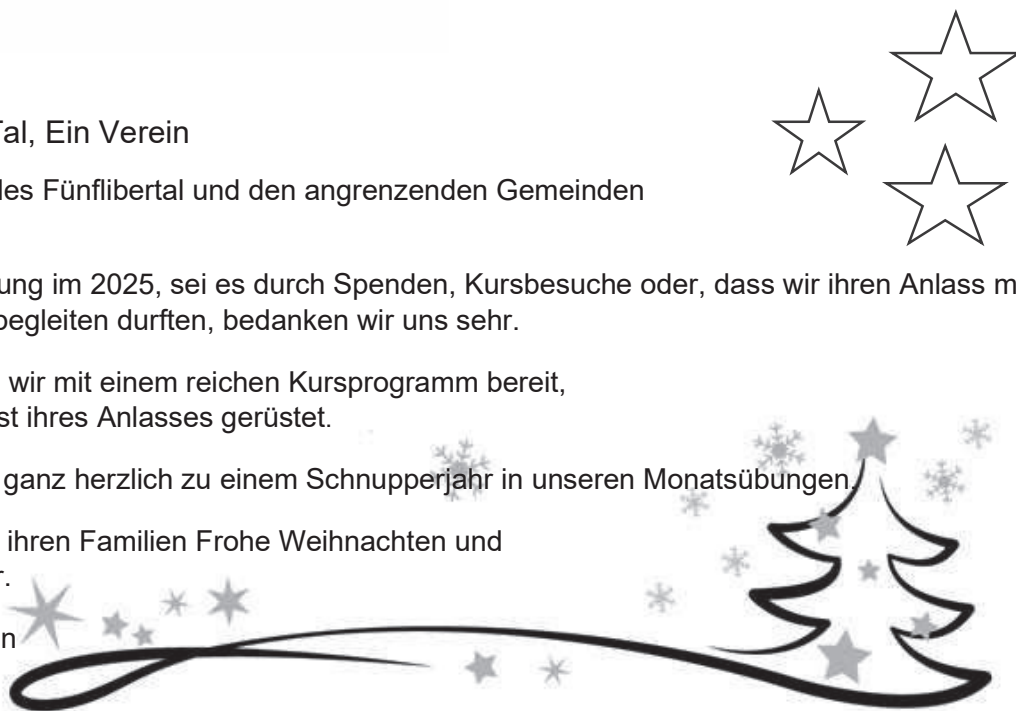 Tal, Ein Verein
des Fünflibertal und den angrenzenden Gemeinden
ung im 2025, sei es durch Spenden, Kursbesuche oder, dass wir ihren Anlass m
begleiten durften, bedanken wir uns sehr.
wir mit einem reichen Kursprogramm bereit,
st ihres Anlasses gerüstet.
ganz herzlich zu einem Schnupperjahr in unseren Monatsübungen.
ihren Familien Frohe Weihnachten und
r.
n